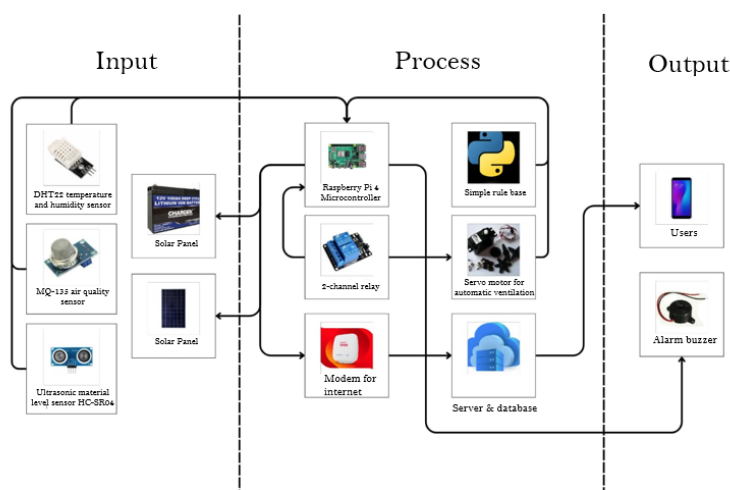 Input
Process
Output
DHT22 temperature
and humidity sensor
Solar Panel
MQ-135 air quality
sensor
Solar Panel
Ultrasonic material
level sensor HC-SR04
Raspberry Pi 4
Microcontroller
Simple rule base
2-channel relay
Servo motor for
automatic ventilation
Modem for
internet
Server & database
Users
Alarm buzzer